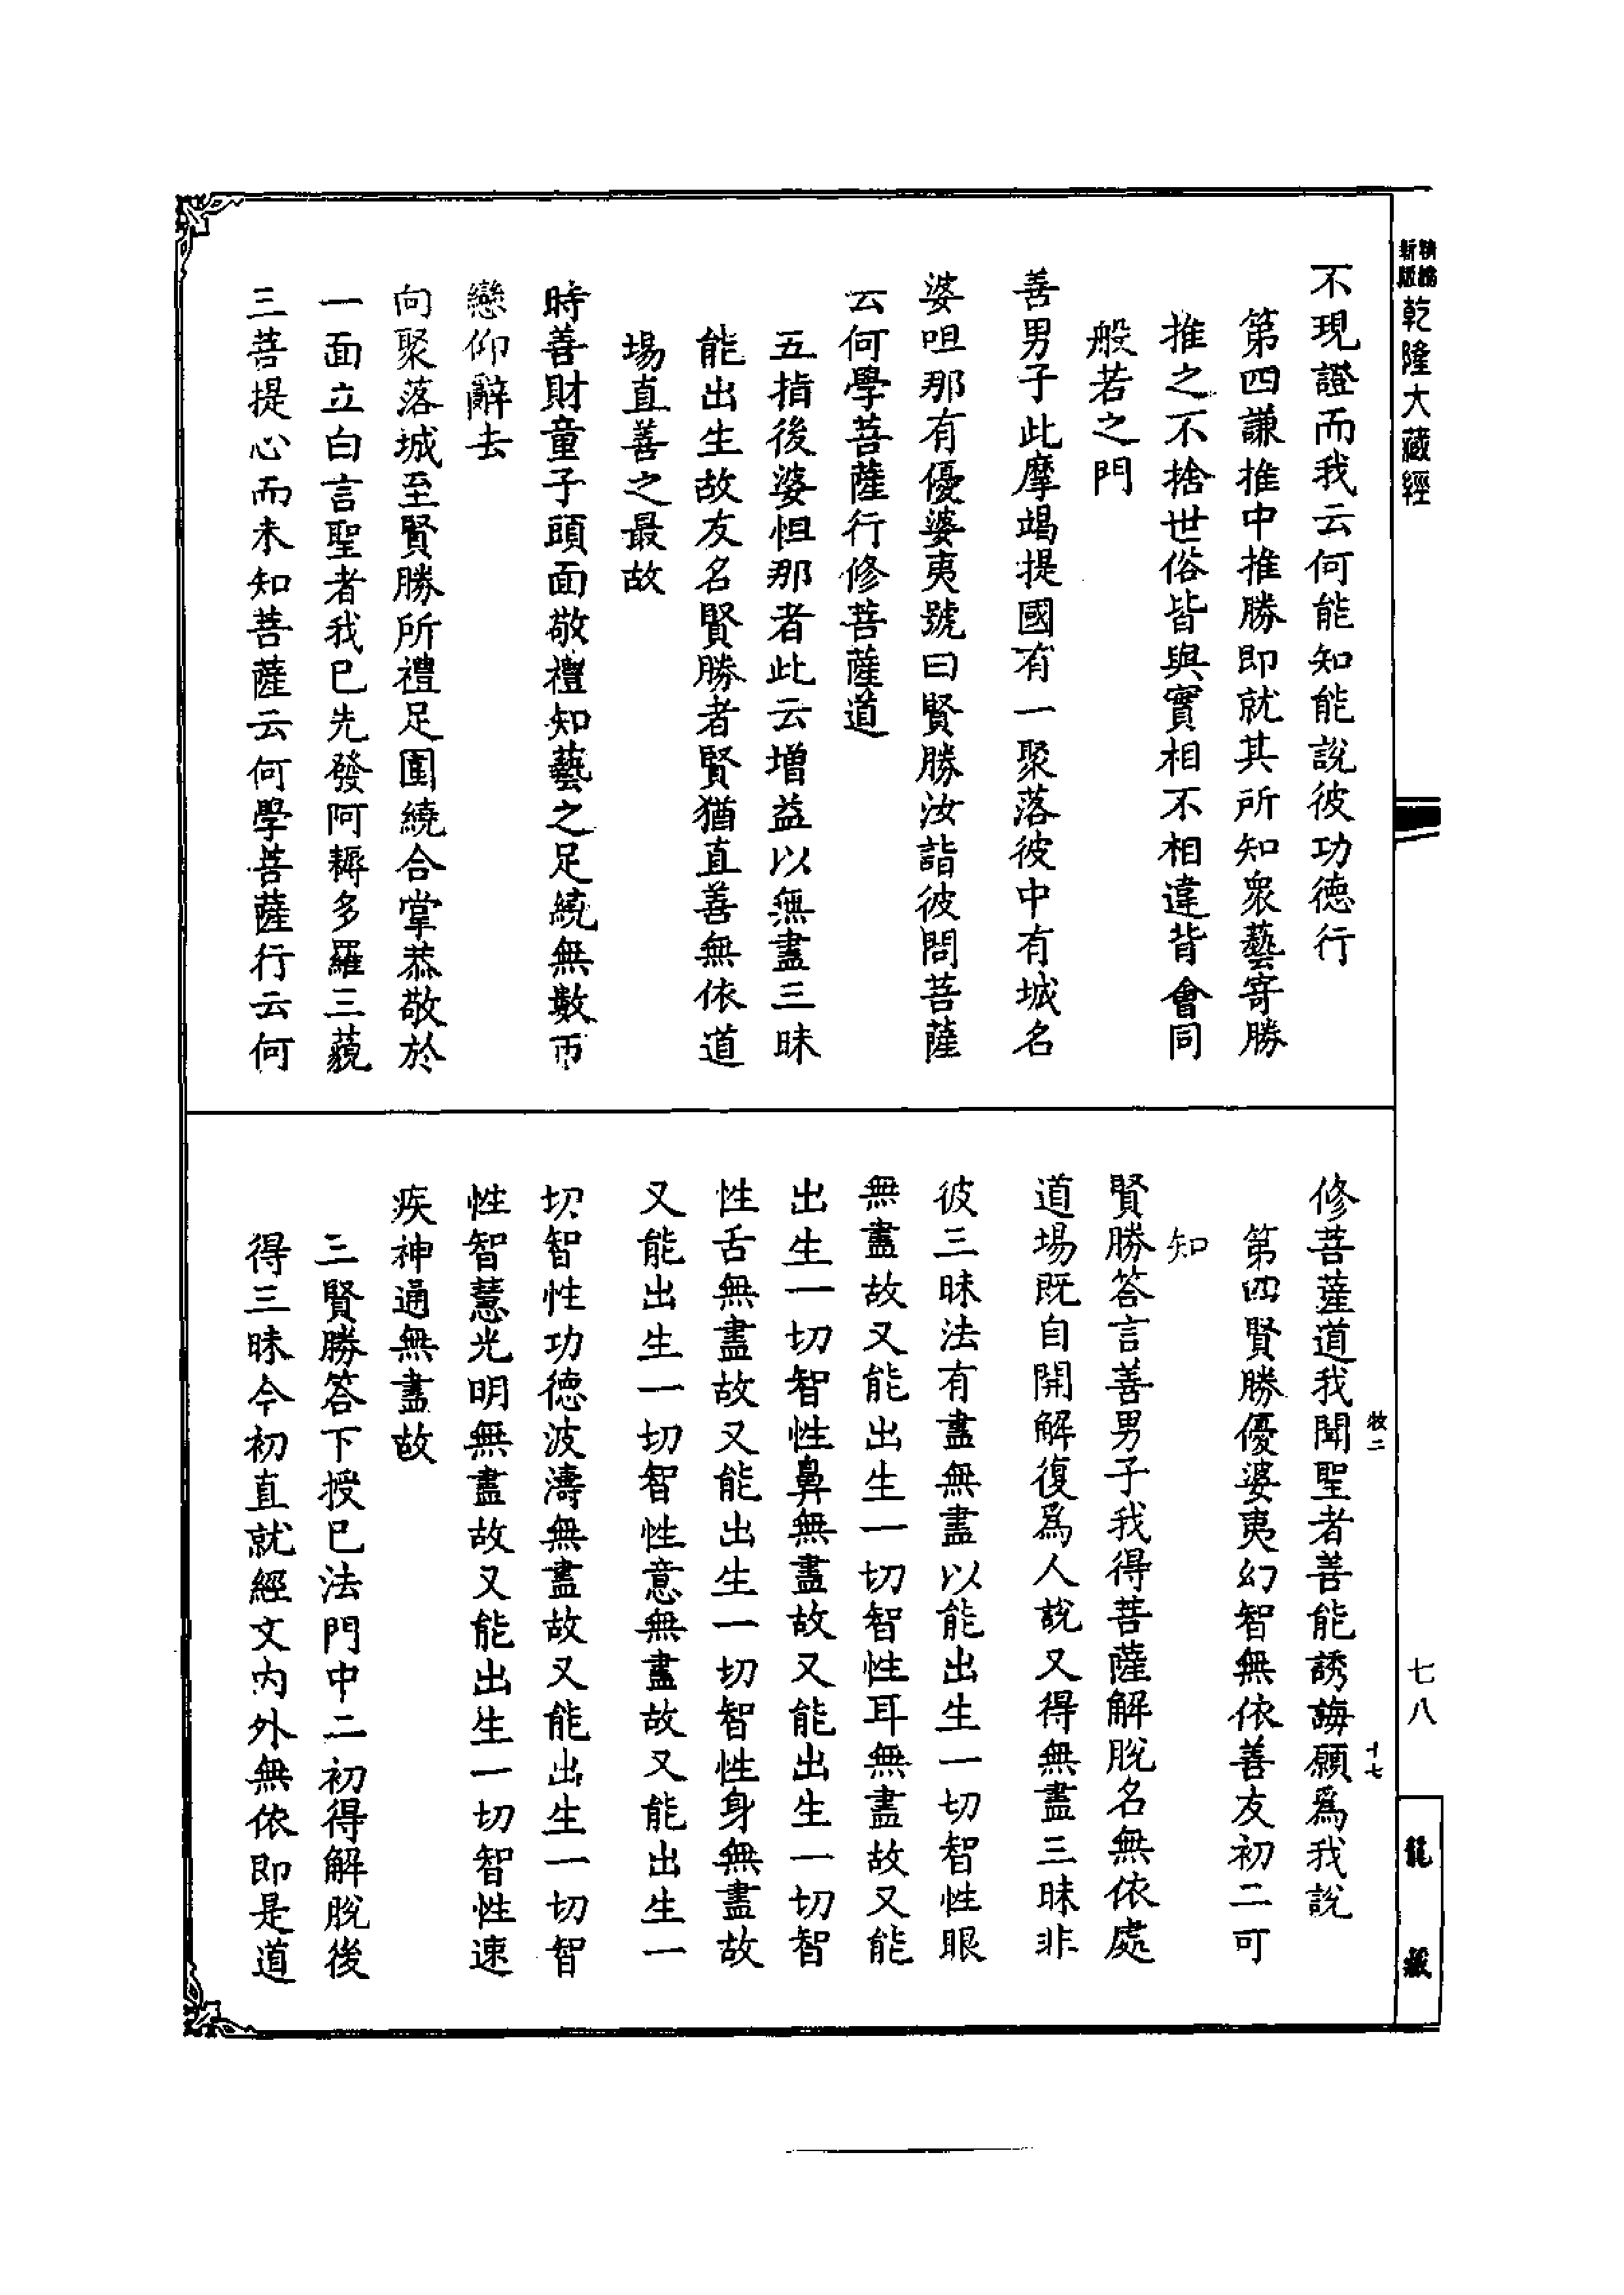 精繕
新版
乾隆大藏經
不現證而我云何能知能說彼功德行
第四謙推中推勝即就其所知衆藝寄勝
推之不捨世俗皆與實相不相違背會同
般若之門
善男子此摩竭提國有一聚落彼中有城名
婆呾那有優婆夷號曰賢勝汝詣彼問菩薩
云何學菩薩行修菩薩道
五指後婆怛那者此云增益以無盡三昧
能出生故友名賢勝者賢猶直善無依道
場直善之最故
時善財童子頭面敬禮知藝之足繞無數帀
戀仰辭去
向聚落城至賢勝所禮足圍繞合掌恭敬於
一面立白言聖者我已先發阿耨多羅三藐
三菩提心而未知菩薩云何學菩薩行云何
牧二
七八
十七
龍藏
修菩薩道我聞聖者善能誘誨願爲我說
第四賢勝優婆夷幻智無依善友初二可
知
賢勝答言善男子我得菩薩解脫名無依處
道場既自開解復爲人說又得無盡三昧非
彼三昧法有盡無盡以能出生一切智性眼
無盡故又能出生一切智性耳無盡故又能
出生一切智性鼻無盡故又能出生一切智
性舌無盡故又能出生一切智性身無盡故
又能出生一切智性意無盡故又能出生一
切智性功德波濤無盡故又能出生一切智
性智慧光明無盡故又能出生一切智性速
疾神通無盡故
三賢勝答下授已法門中二初得解脫後
得三昧今初直就經文內外無依即是道